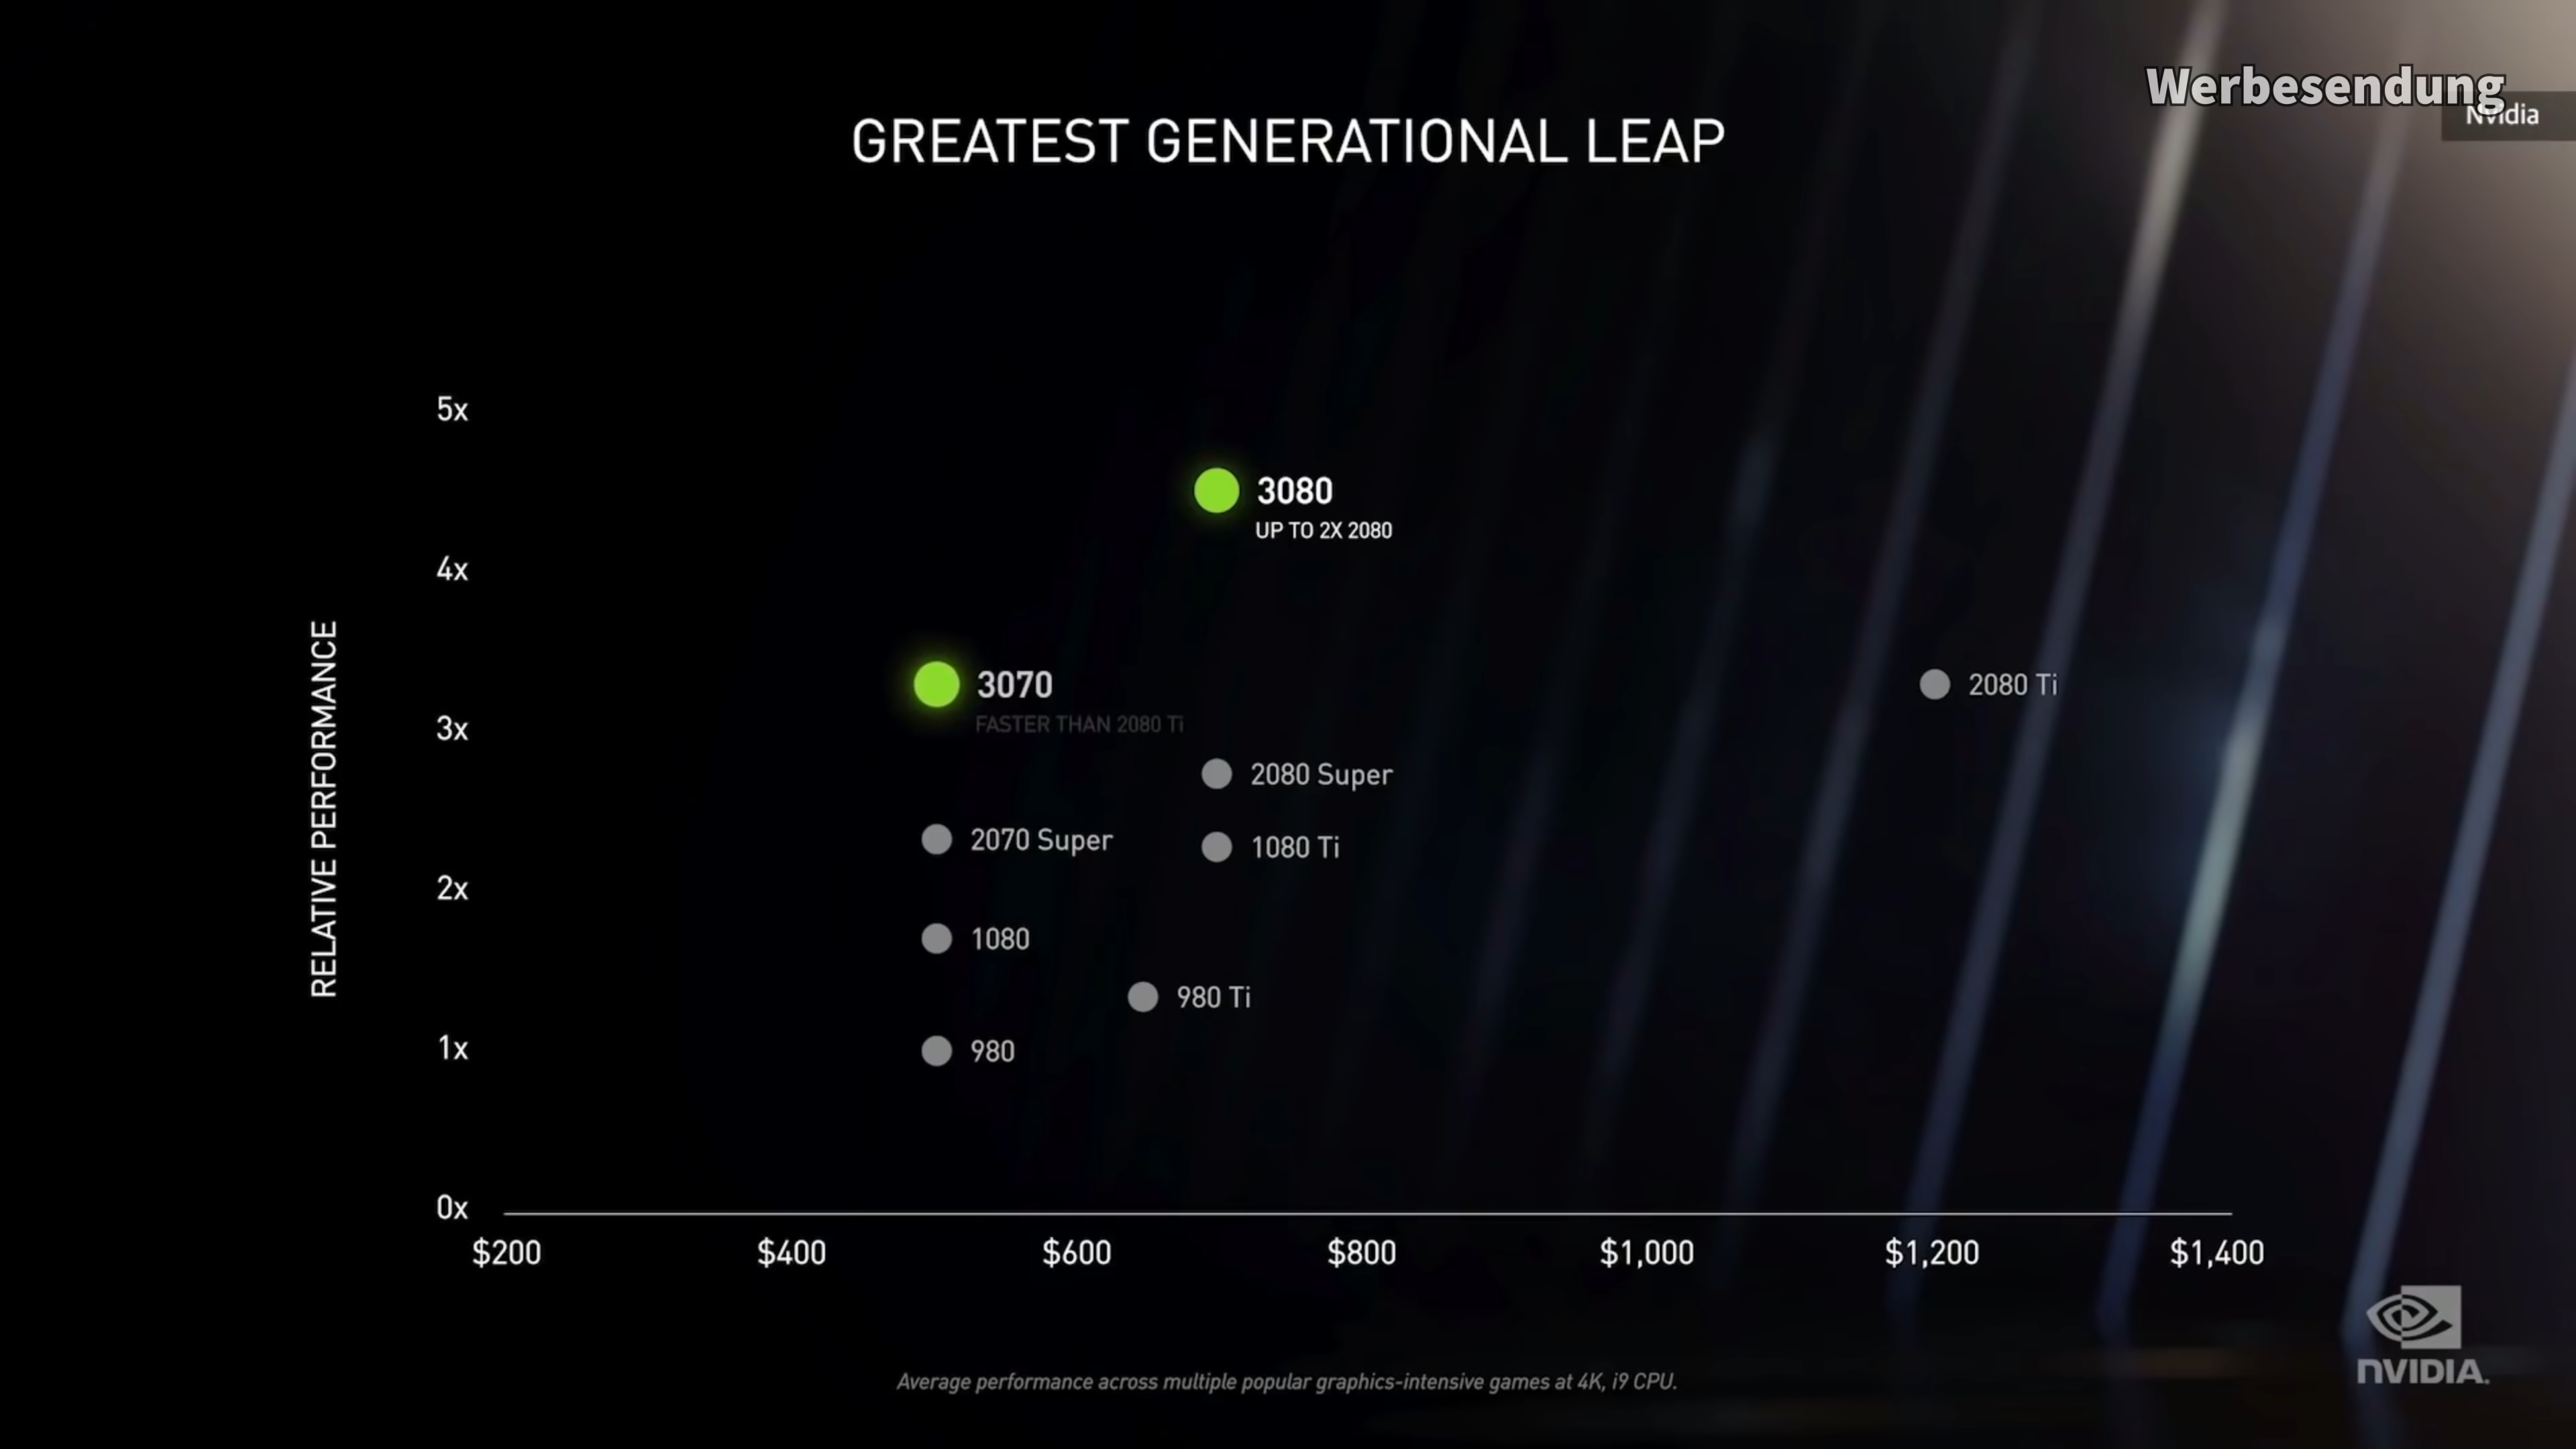 Werbesendung
Nvidia
GREATEST GENERATIONAL LEAP
5x
3080
UP TO 2X 2080
4x
3070
2080 Ti
FASTER THAN 2080 Ti
3x
2080 Super
2070 Super
1080 Ti
2x
1080
980 Ti
1x
980
0x
RELATIVE PERFORMANCE
$200 $400 $600 $800 $1,000 $1,200 $1,400
Average performance across multiple popular graphics-intensive games at 4K, i9 CPU.
NVIDIA.